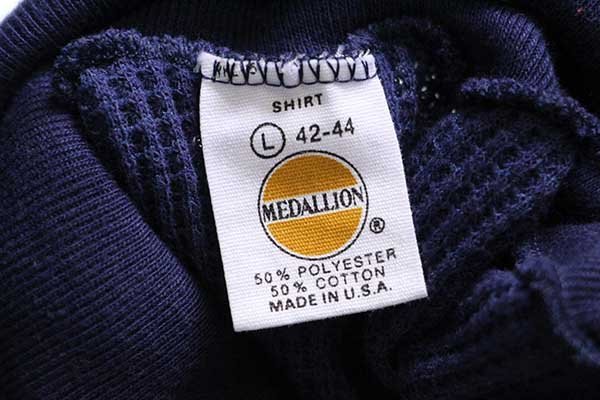 SHIRT
L 42-44
MEDALLION
®
50% POLYESTER
50% COTTON
MADE IN U.S.A.